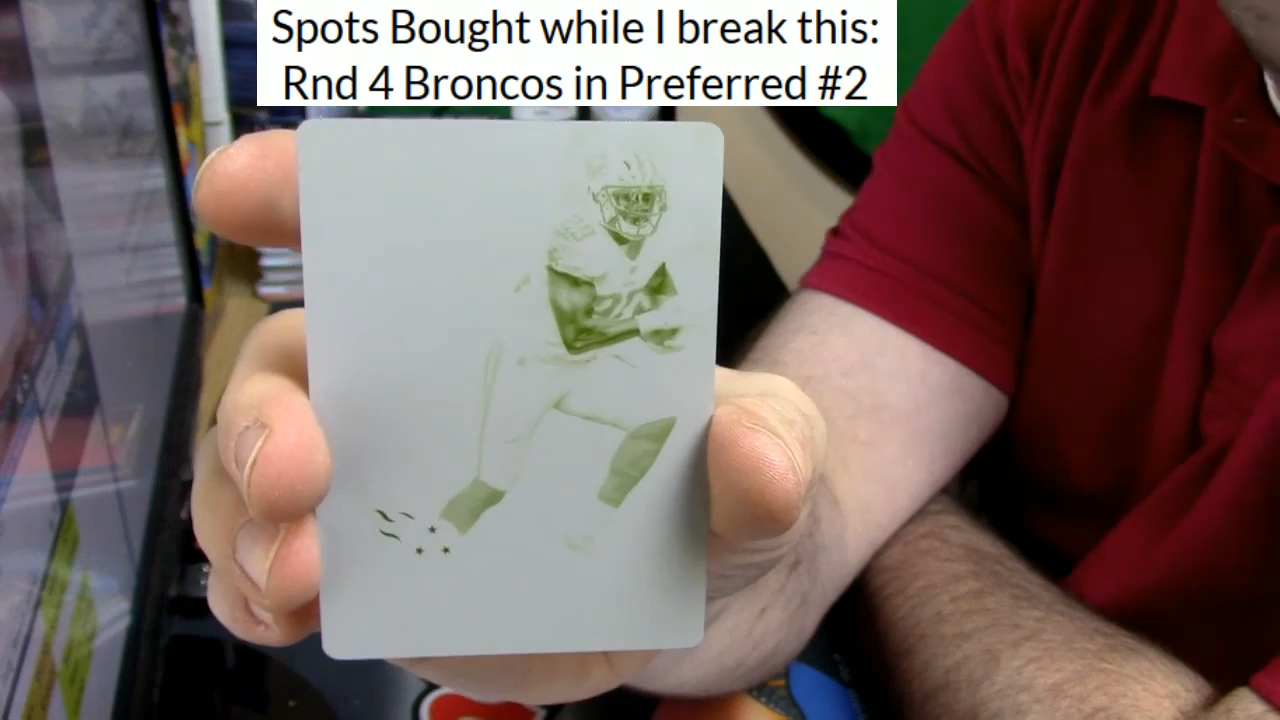 Spots Bought while I break this:
Rnd 4 Broncos in Preferred #2